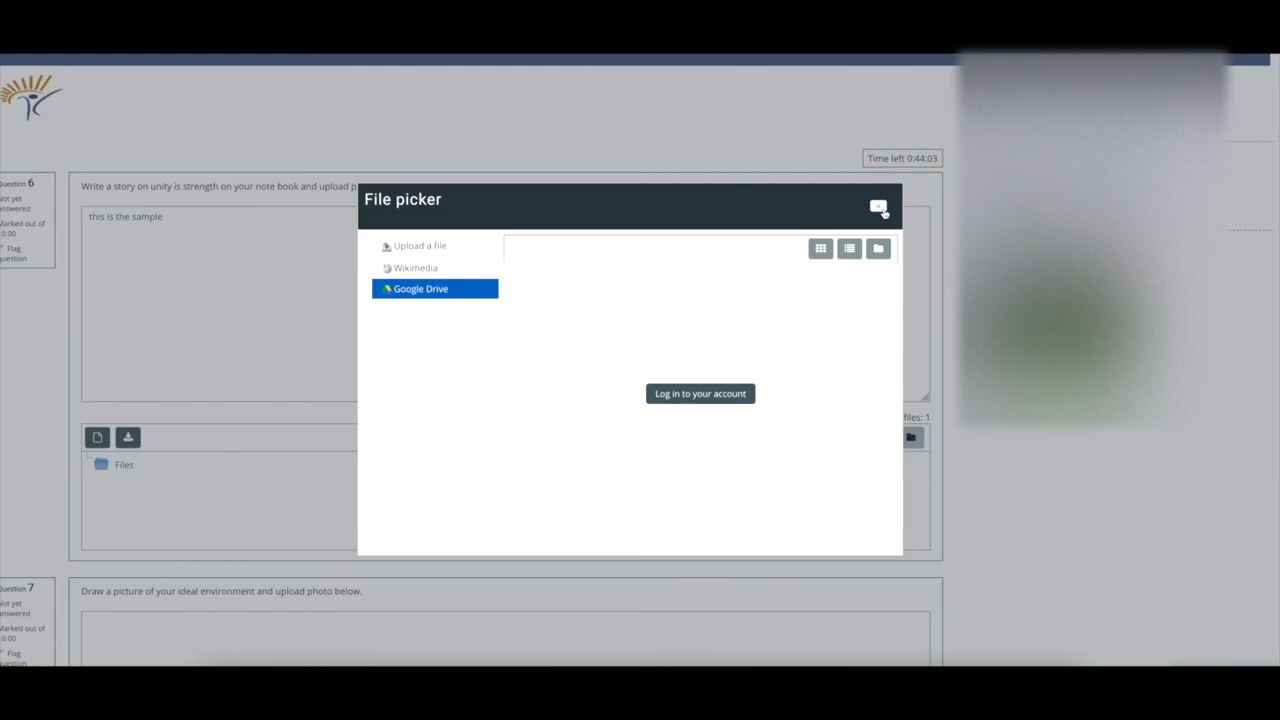 Time left 0:44:03
Question 6
Not yet
answered
Marked out of
0.00
Flag
question
Write a story on unity is strength on your note book and upload p
this is the sample
File picker
Upload a file
Wikimedia
Google Drive
Log in to your account
files: 1
Files
Question 7
Not yet
answered
Marked out of
0.00
Flag
question
Draw a picture of your ideal environment and upload photo below.